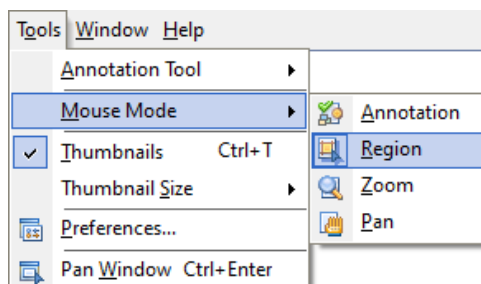 Tools Window Help
Annotation Tool
Mouse Mode
Thumbnails Ctrl+T
Thumbnail Size
Preferences...
Pan Window Ctrl+Enter
Annotation
Region
Zoom
Pan